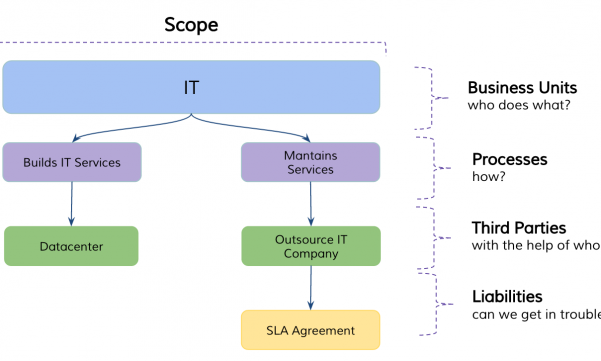 Scope
IT
Business Units
who does what?
Builds IT Services
Mantains
Services
Processes
how?
Datacenter
Outsource IT
Company
Third Parties
with the help of who
SLA Agreement
Liabilities
can we get in trouble